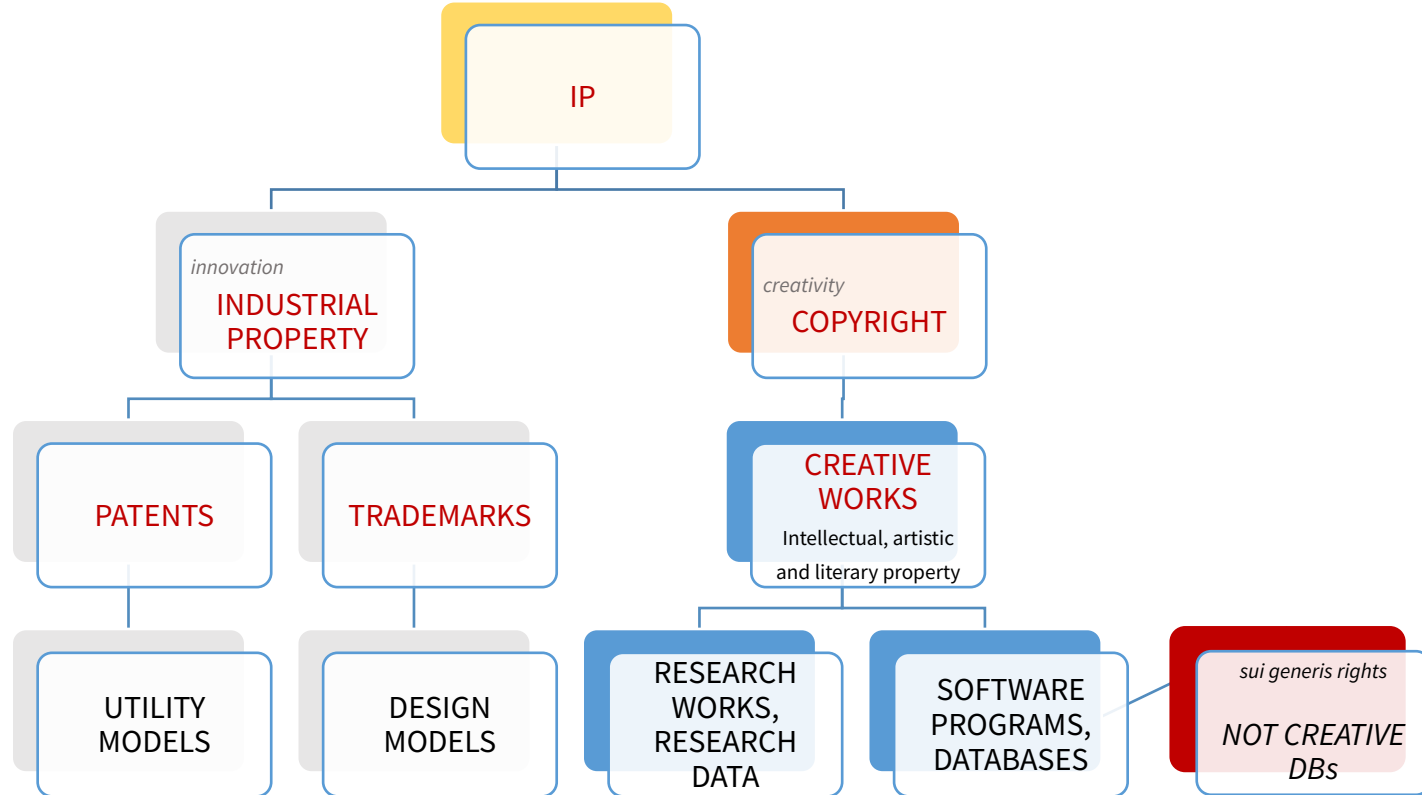 IP
innovation
INDUSTRIAL
PROPERTY
creativity
COPYRIGHT
PATENTS
TRADEMARKS
CREATIVE
WORKS
Intellectual, artistic
and literary property
UTILITY
MODELS
DESIGN
MODELS
RESEARCH
WORKS,
RESEARCH
DATA
SOFTWARE
PROGRAMS,
DATABASES
sui generis rights
NOT CREATIVE
DBs